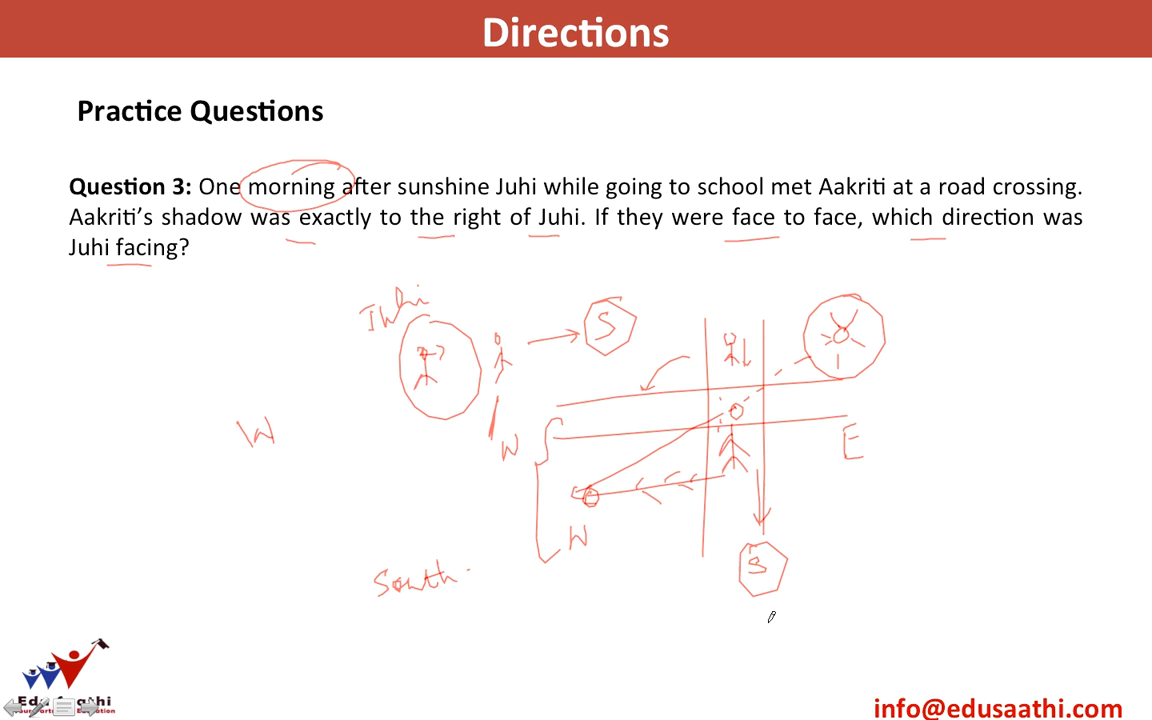 Directions
Practice Questions
Question 3: One morning after sunshine Juhi while going to school met Aakriti at a road crossing.
Aakriti's shadow was exactly to the right of Juhi. If they were face to face, which direction was
Juhi facing?
Juhi
S
W
W
E
W
S
South.
info@edusaathi.com